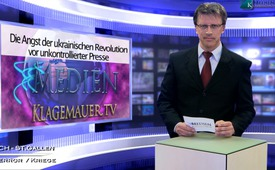 Die Angst der ukrainischen Revolution
vor unkontrollierter Presse
MEDIEN
KLAGEMAUER.TV
CH - ST.GALLEN
TERROR / KRIEGE